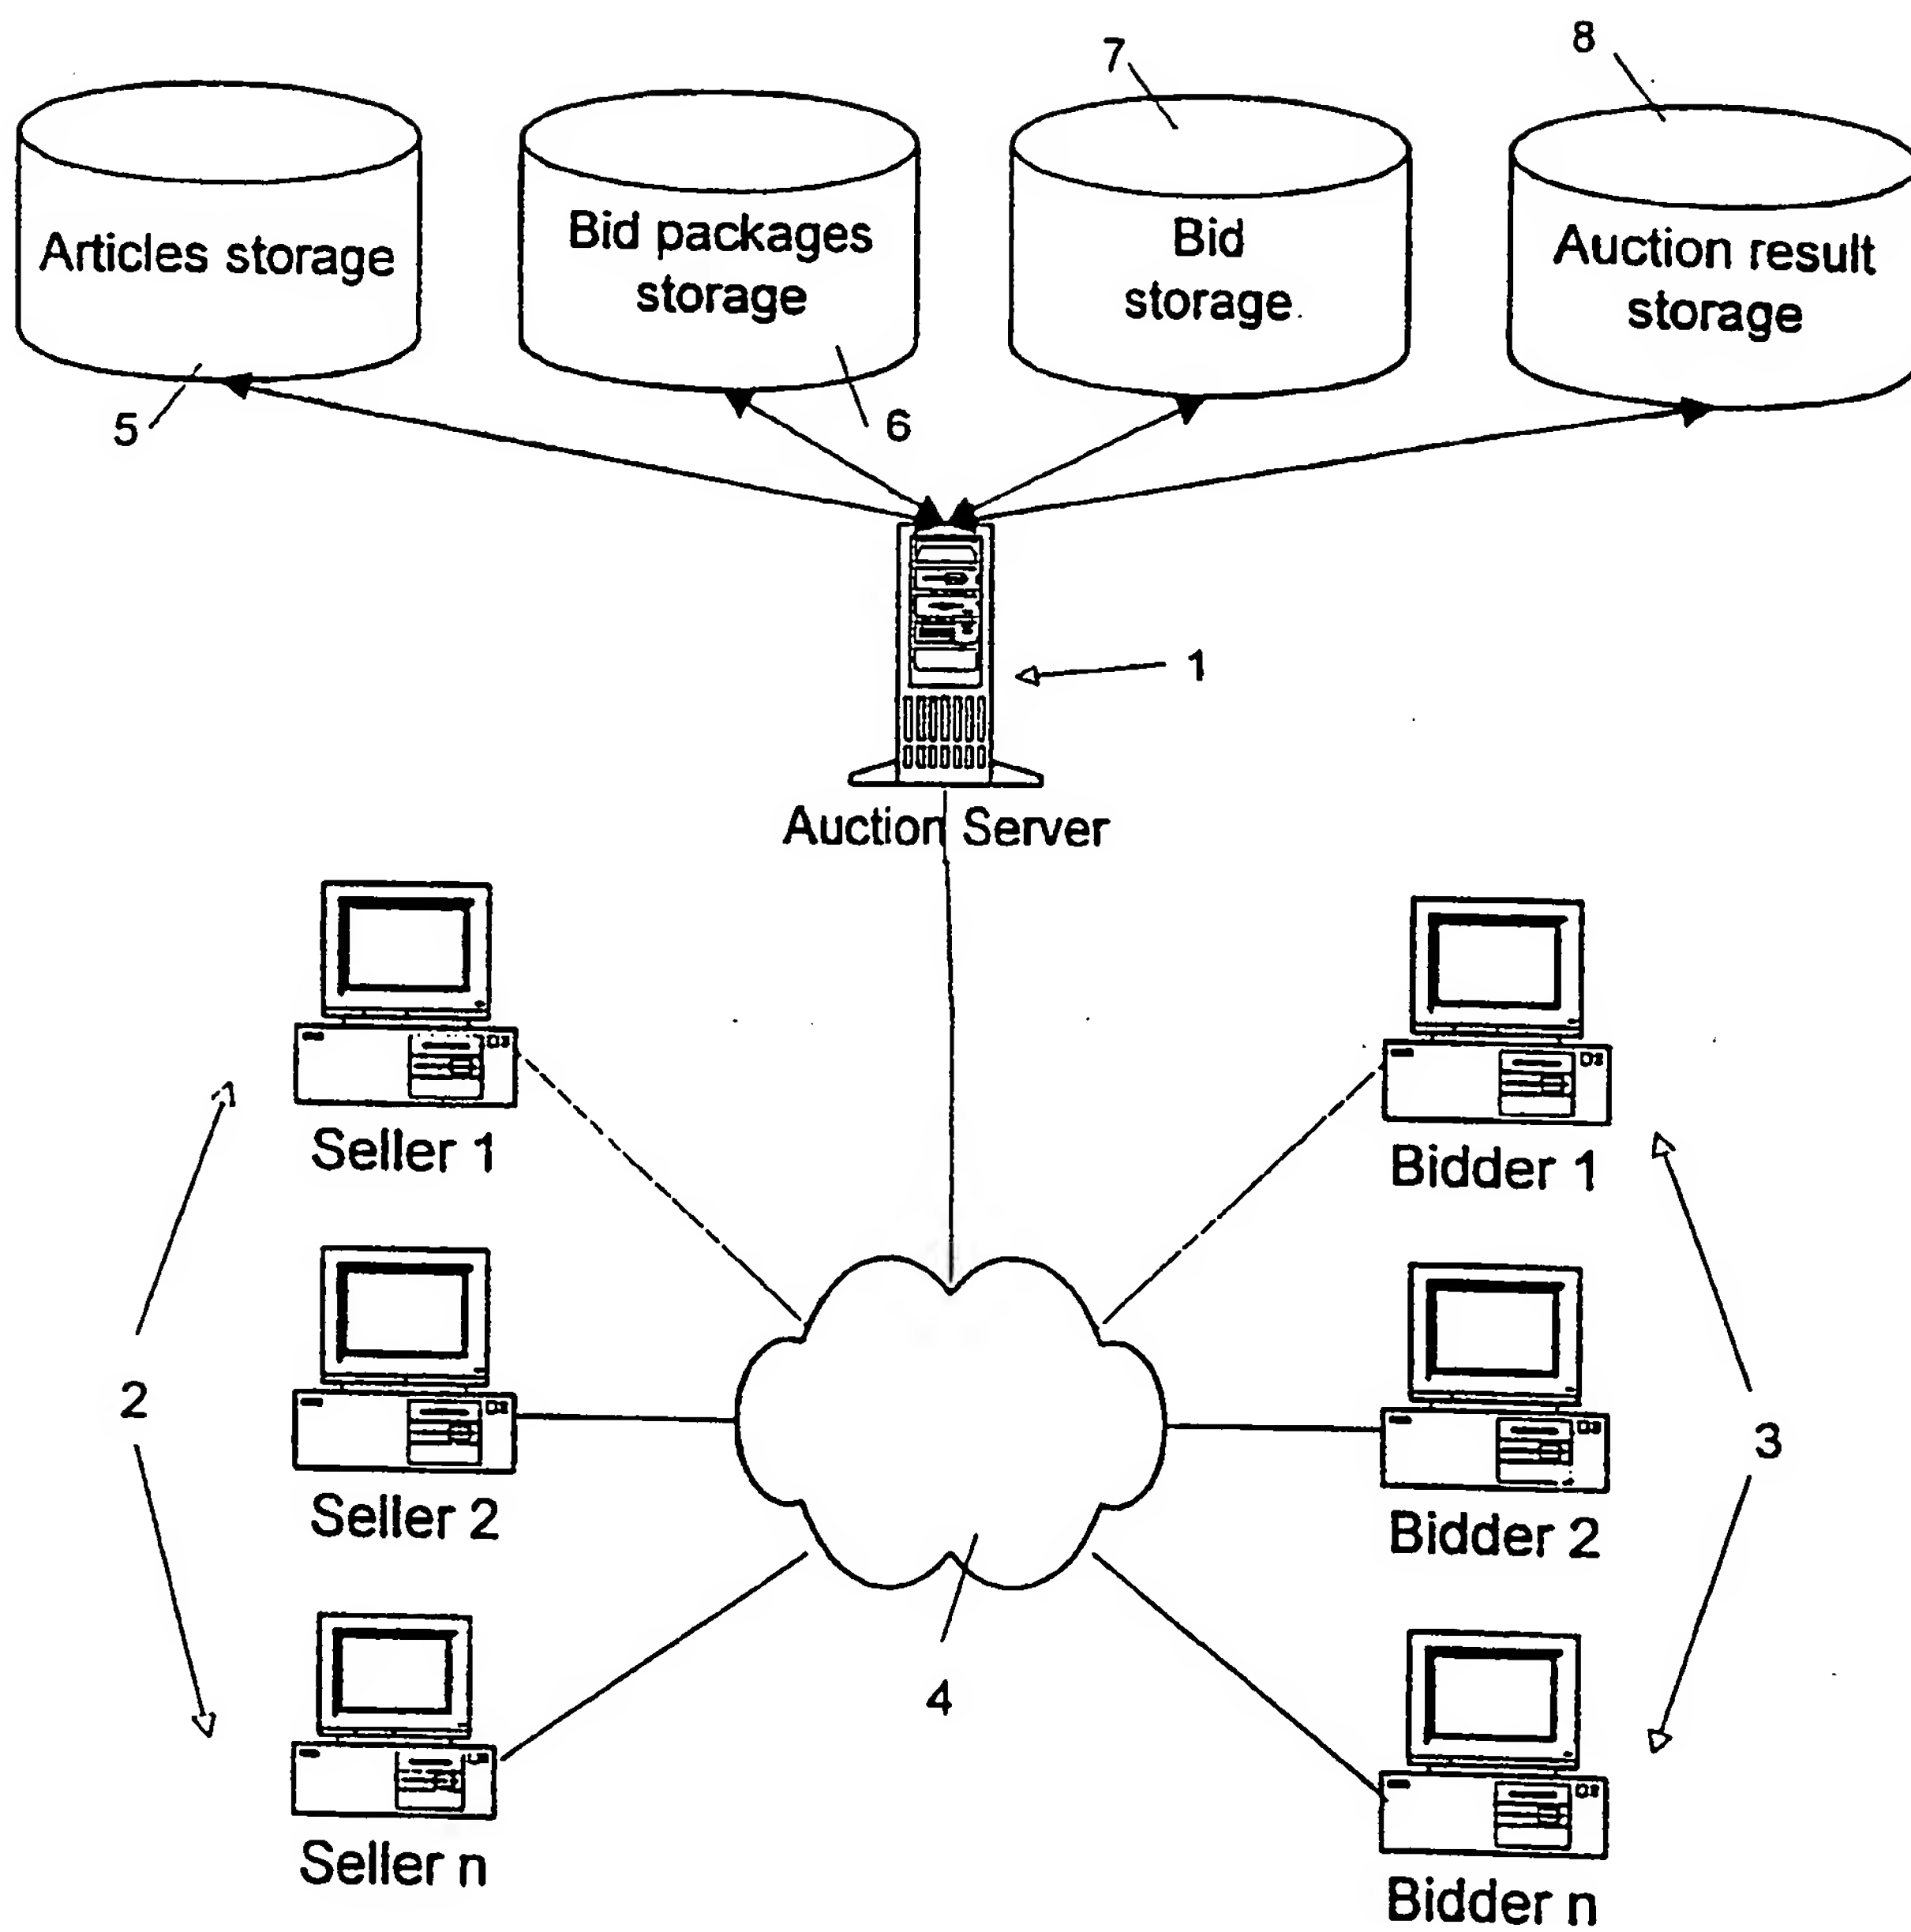 7
8
Articles storage
Bid packages
storage
Bid
storage
Auction result
storage
5
6
1
Auction Server
Seller 1
Bidder 1
2
3
Seller 2
Bidder 2
4
Seller n
Bidder n